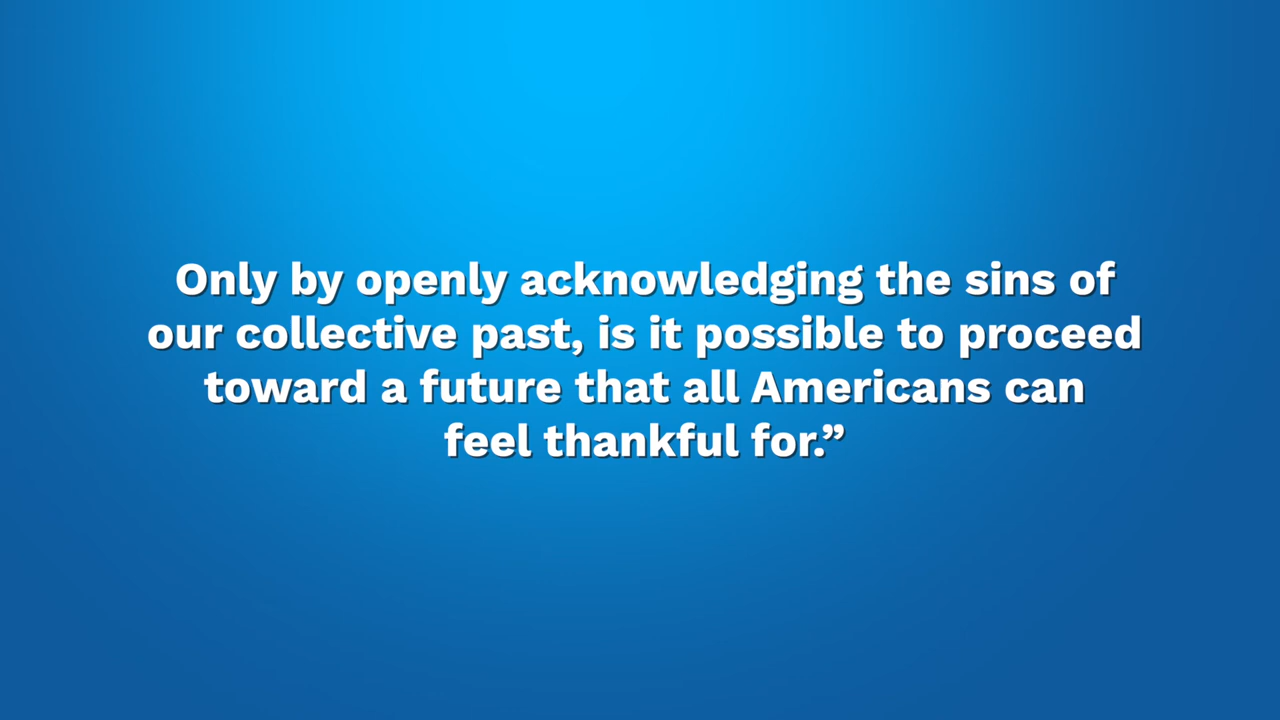 Only by openly acknowledging the sins of
our collective past, is it possible to proceed
toward a future that all Americans can
feel thankful for.”